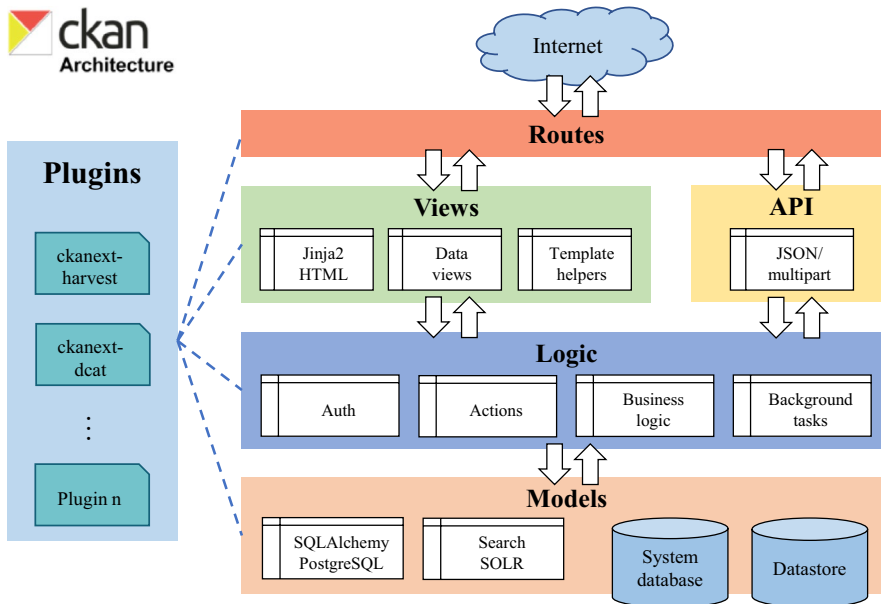 ckan
Architecture
Internet
Routes
Plugins
ckanext-
harvest
ckanext-
dcat
⋮
Plugin n
Views
Jinja2
HTML
Data
views
Template
helpers
API
JSON/
multipart
Logic
Auth
Actions
Business
logic
Background
tasks
Models
SQLAlchemy
PostgreSQL
Search
SOLR
System
database
Datastore